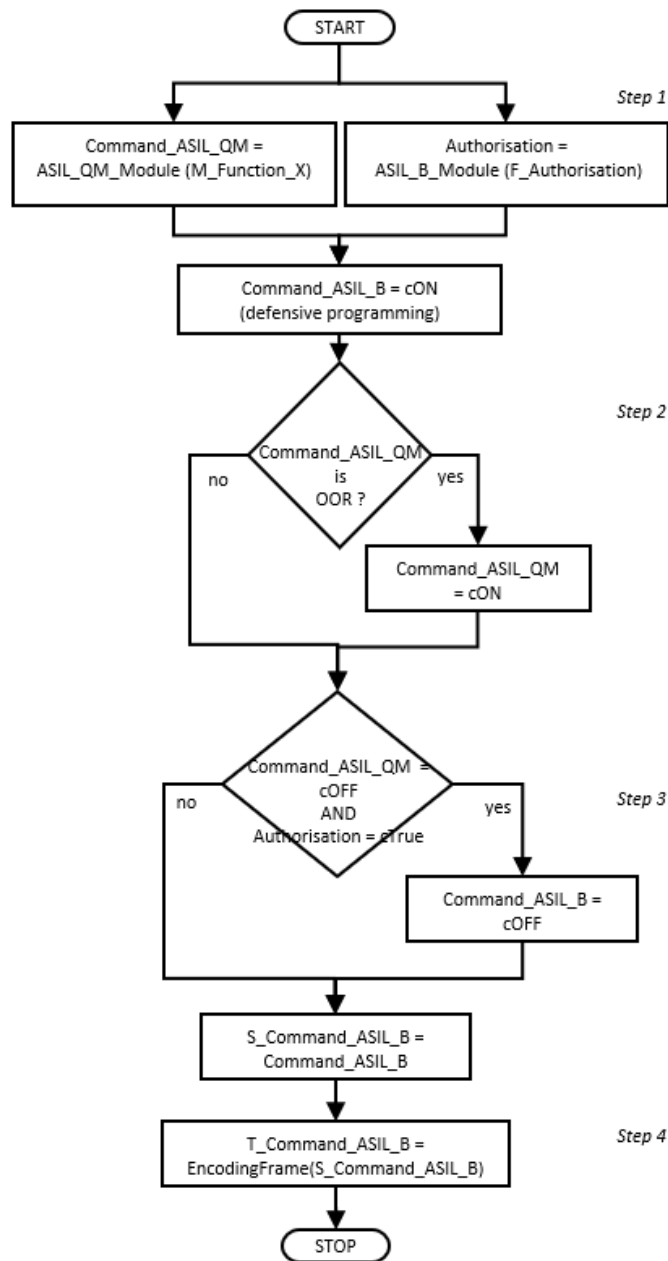 START
Step 1
Command_ASIL_QM =
ASIL_QM_Module (M_Function_X)
Authorisation =
ASIL_B_Module (F_Authorisation)
Command_ASIL_B = cON
(defensive programming)
Step 2
Command_ASIL_QM
is
OOR ?
no
yes
Command_ASIL_QM
= cON
Command_ASIL_QM =
cOFF
AND
Authorisation = cTrue
no
yes
Step 3
Command_ASIL_B =
cOFF
S_Command_ASIL_B =
Command_ASIL_B
Step 4
T_Command_ASIL_B =
EncodingFrame(S_Command_ASIL_B)
STOP